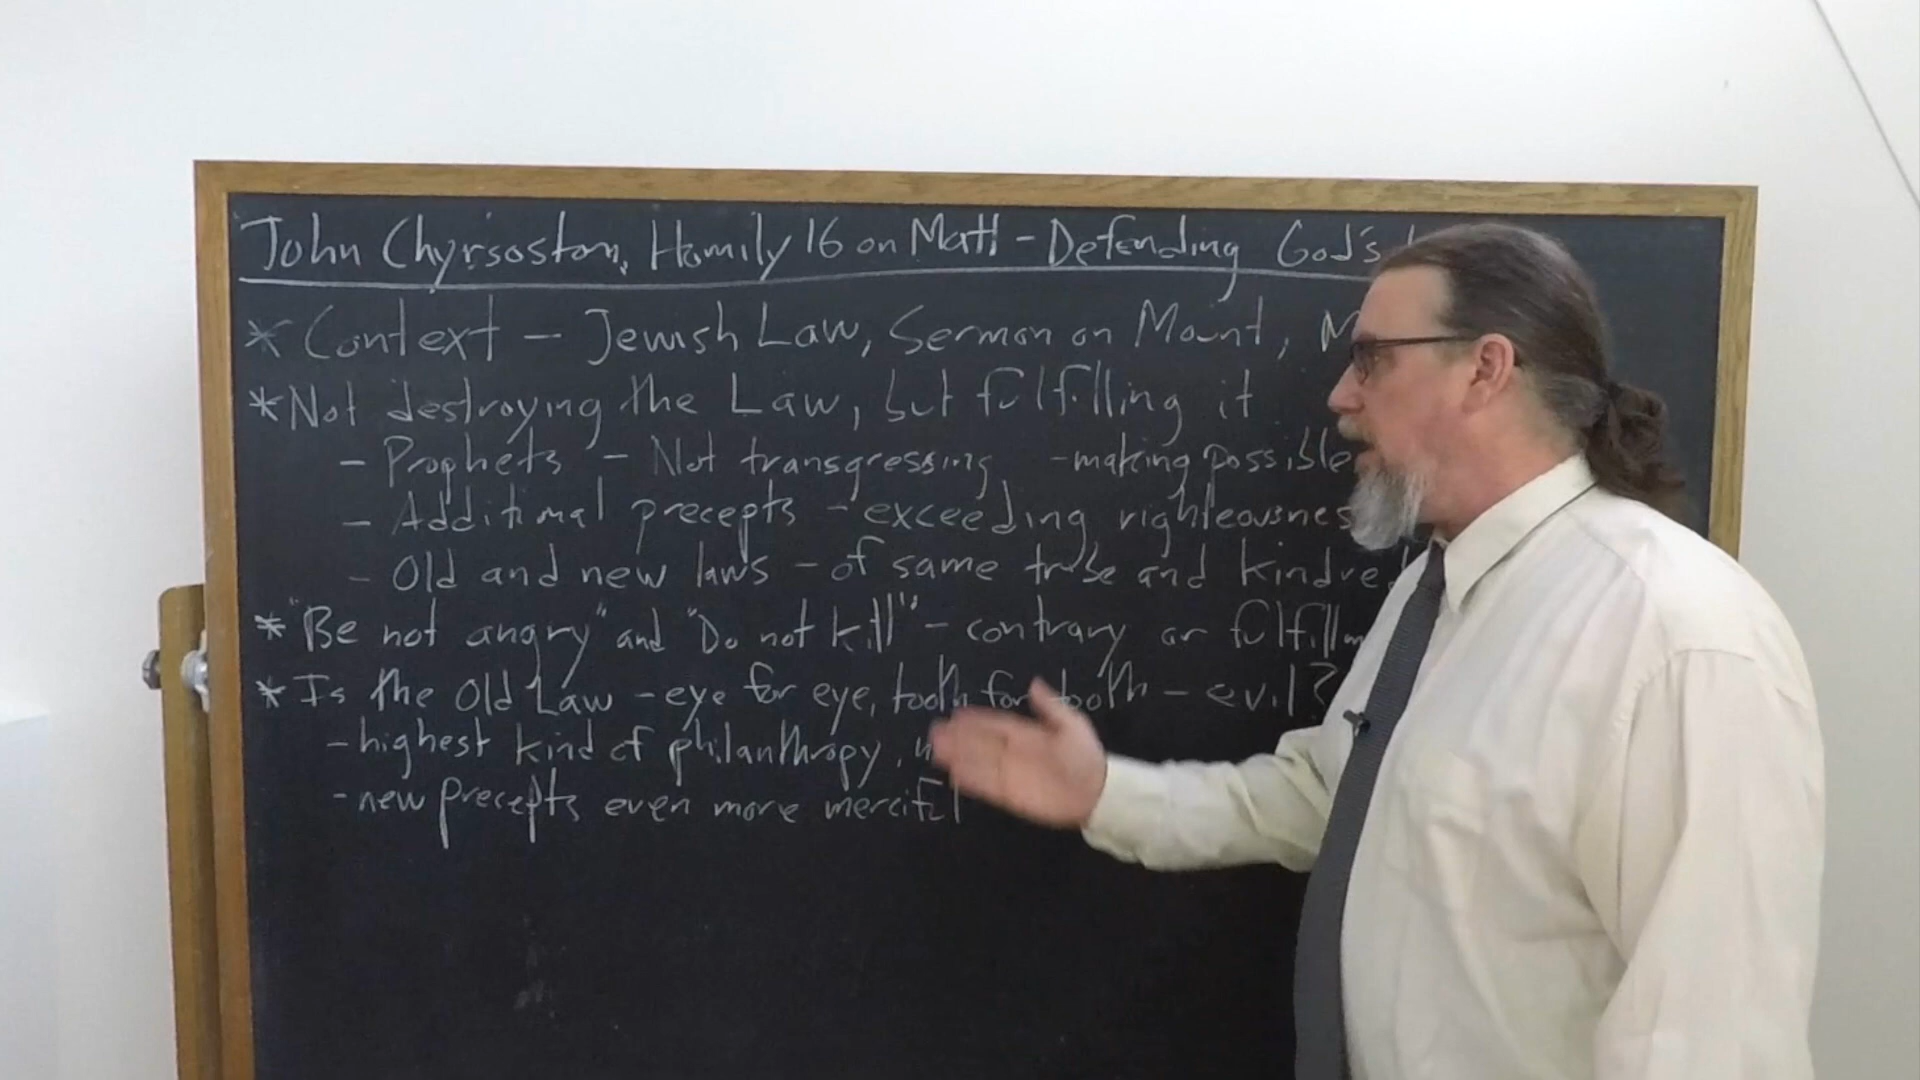 John Chyrsostom, Homily 16 on Matt - Defending God's
* Context - Jewish Law, Sermon on Mount,
* Not destroying the Law, but fulfilling it
- Prophets - Not transgressing - making possible
- Additional precepts - exceeding righteousnes
- Old and new laws - of same tribe and kindred
* "Be not angry" and "Do not kill" - contrary or fulfillin
* Is the Old Law - eye for eye, tooth for tooth - evil?
- highest kind of philanthropy,
- new precepts even more merciful